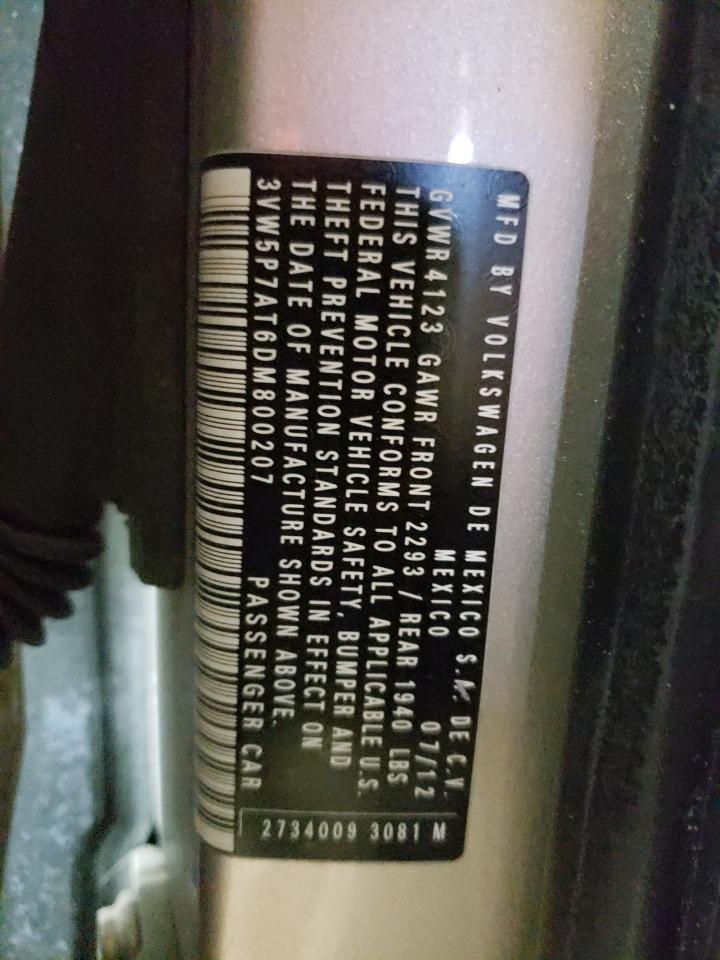 MFD BY VOLKSWAGEN DE MEXICO S.A. DE C.V.
MEXICO 07/12
GVWR 4123 GAWR FRONT 2293 / REAR 1940 LBS
THIS VEHICLE CONFORMS TO ALL APPLICABLE U.S.
FEDERAL MOTOR VEHICLE SAFETY, BUMPER AND
THEFT PREVENTION STANDARDS IN EFFECT ON
THE DATE OF MANUFACTURE SHOWN ABOVE.
3VW5P7AT6DM800207 PASSENGER CAR
2734009 3081 M